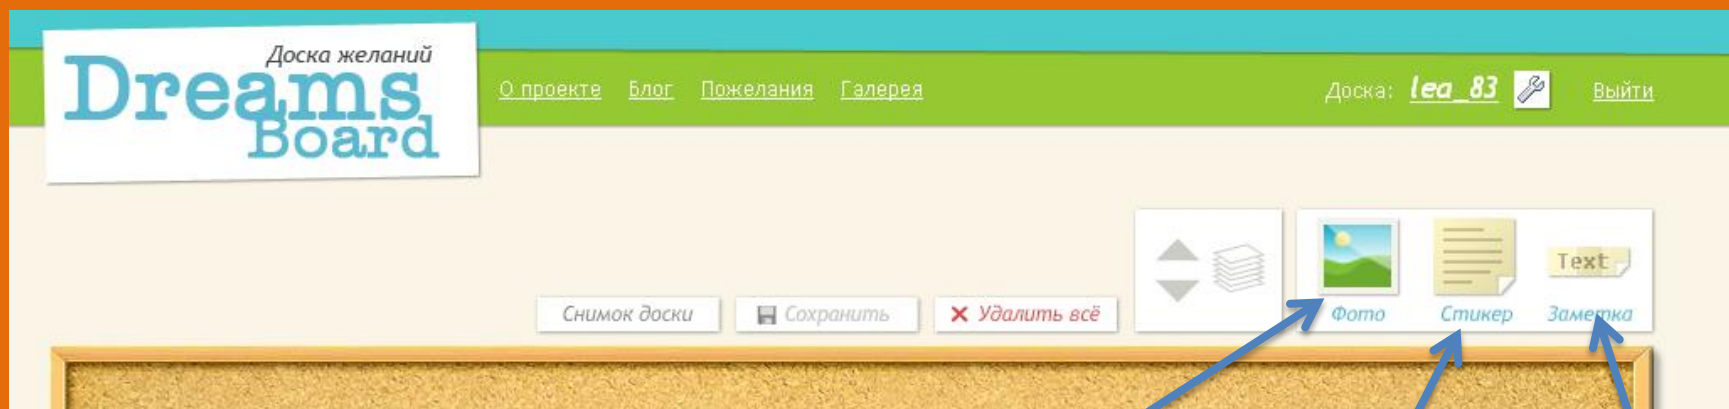 Доска желаний
Dreams
Board
О проекте Блог Пожелания Галерея
Доска: lea_83 Выйти
Text
Снимок доски Сохранить Удалить всё
Фото Стикер Заметка